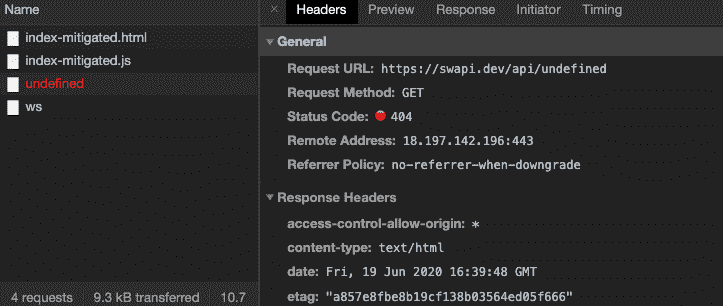 Name
index-mitigated.html
index-mitigated.js
undefined
ws
4 requests 9.3 kB transferred 10.7
× Headers Preview Response Initiator Timing
▼ General
Request URL: https://swapi.dev/api/undefined
Request Method: GET
Status Code: 404
Remote Address: 18.197.142.196:443
Referrer Policy: no-referrer-when-downgrade
▼ Response Headers
access-control-allow-origin: *
content-type: text/html
date: Fri, 19 Jun 2020 16:39:48 GMT
etag: "a857e8fbe8b19cf138b03564ed05f666"